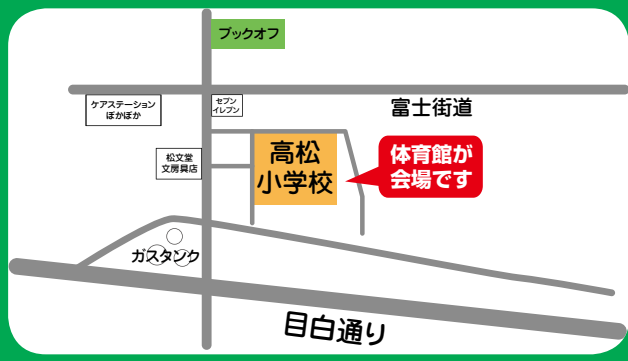 ブックオフ
ケアステーション
ぽかぽか
セブン
イレブン
富士街道
松文堂
文房具店
高松
小学校
体育館が
会場です
ガスタンク
目白通り